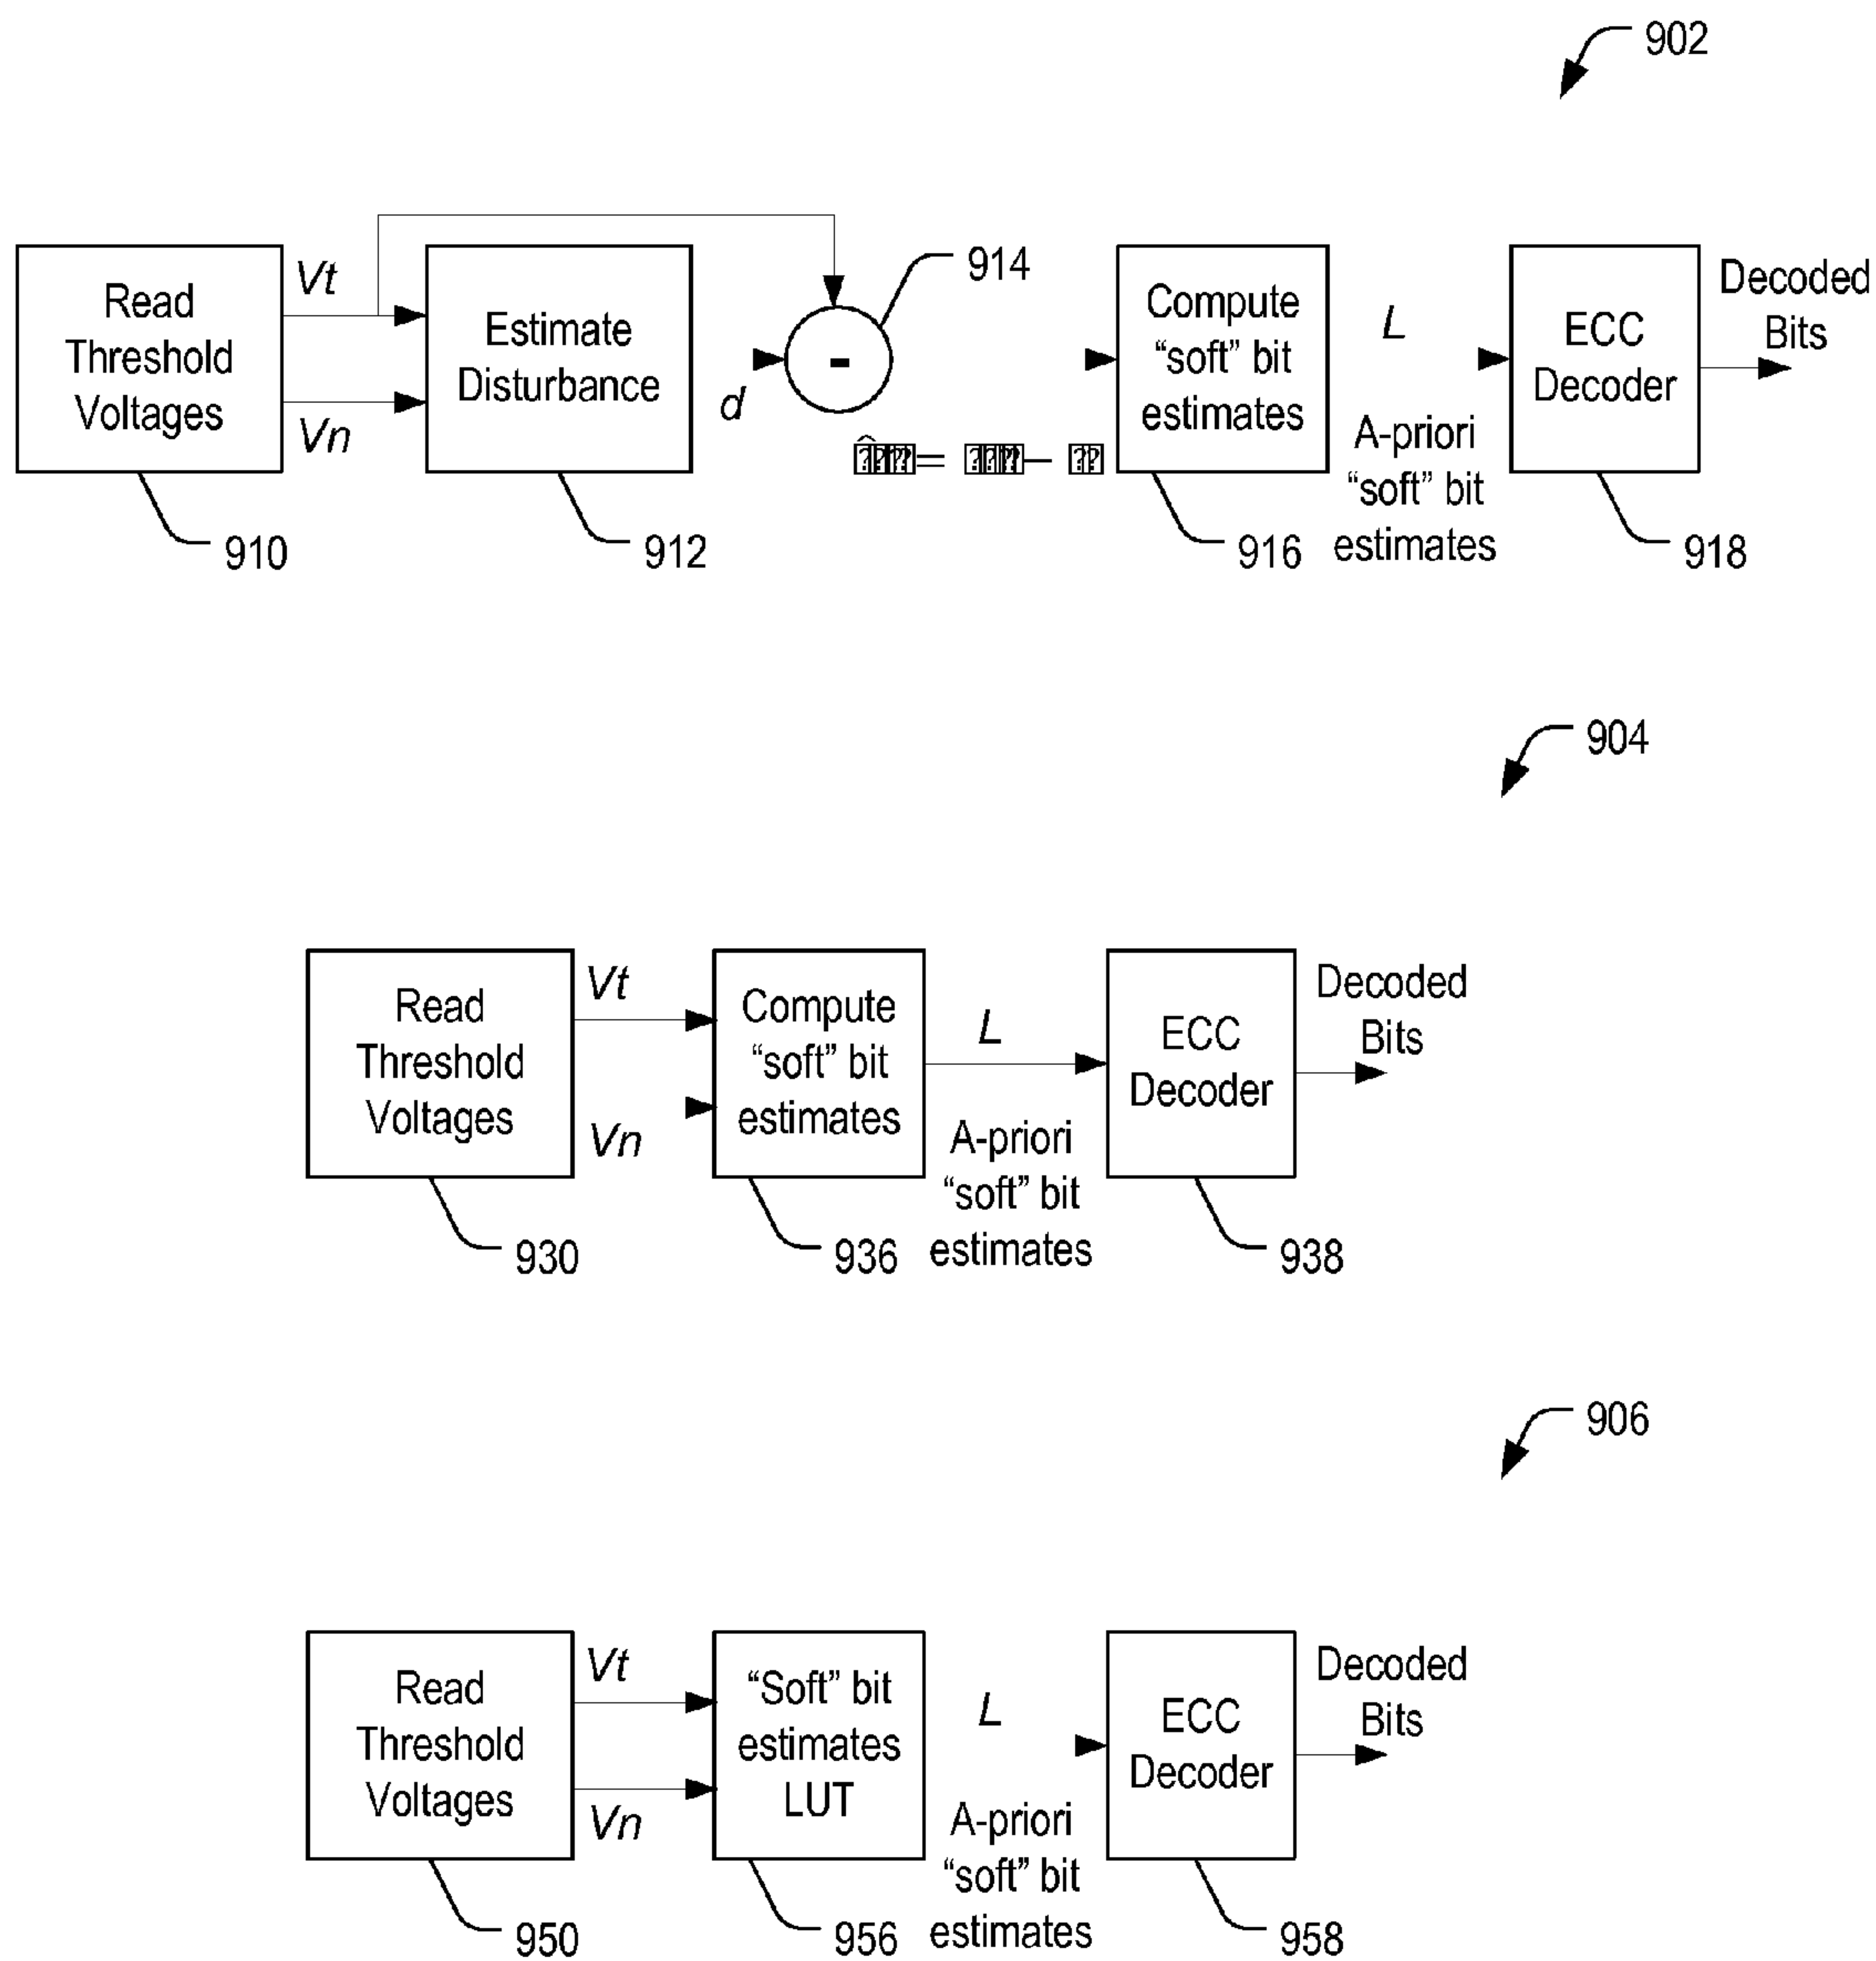 902
Vt
914
Read
Threshold
Voltages
Vn
Estimate
Disturbance
d
-
Compute
“soft” bit
estimates
L
A-priori
“soft” bit
estimates
ECC
Decoder
Decoded
Bits
910
912
916
918
904
Read
Threshold
Voltages
Vt
Vn
Compute
“soft” bit
estimates
L
A-priori
“soft” bit
estimates
ECC
Decoder
Decoded
Bits
930
936
938
906
Read
Threshold
Voltages
Vt
Vn
“Soft” bit
estimates
LUT
L
A-priori
“soft” bit
estimates
ECC
Decoder
Decoded
Bits
950
956
958